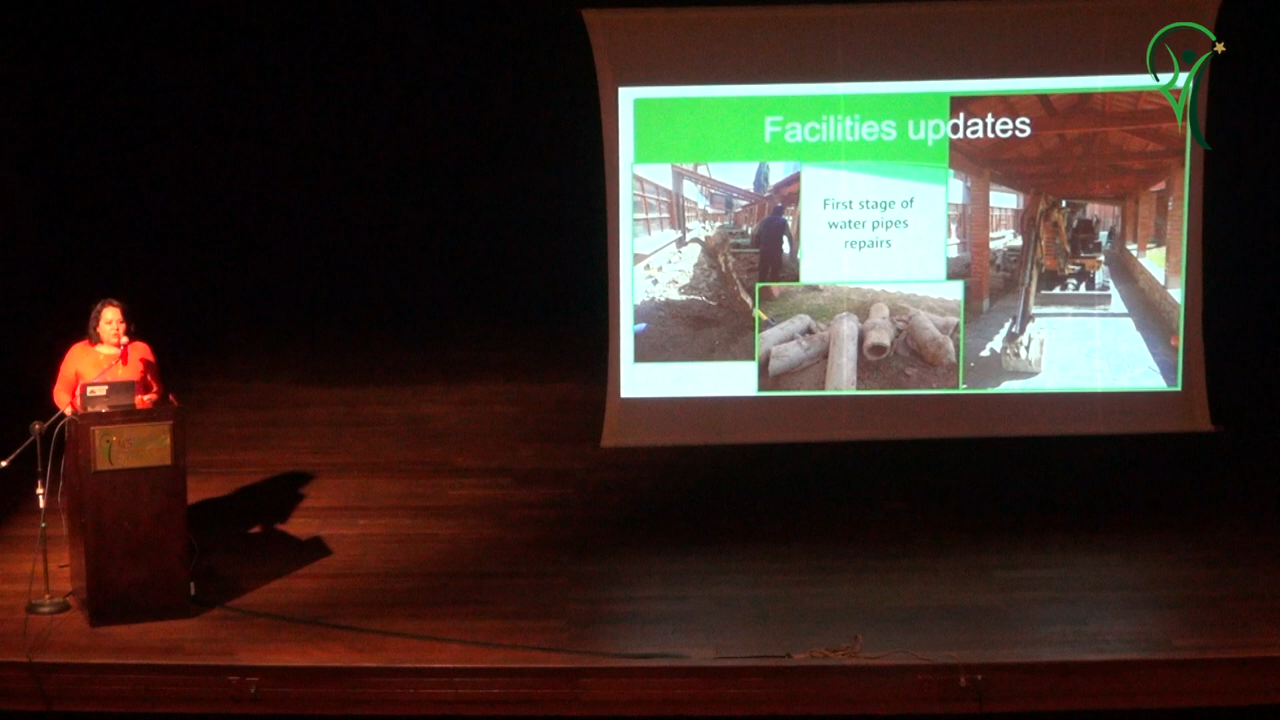 Facilities updates
First stage of
water pipes
repairs